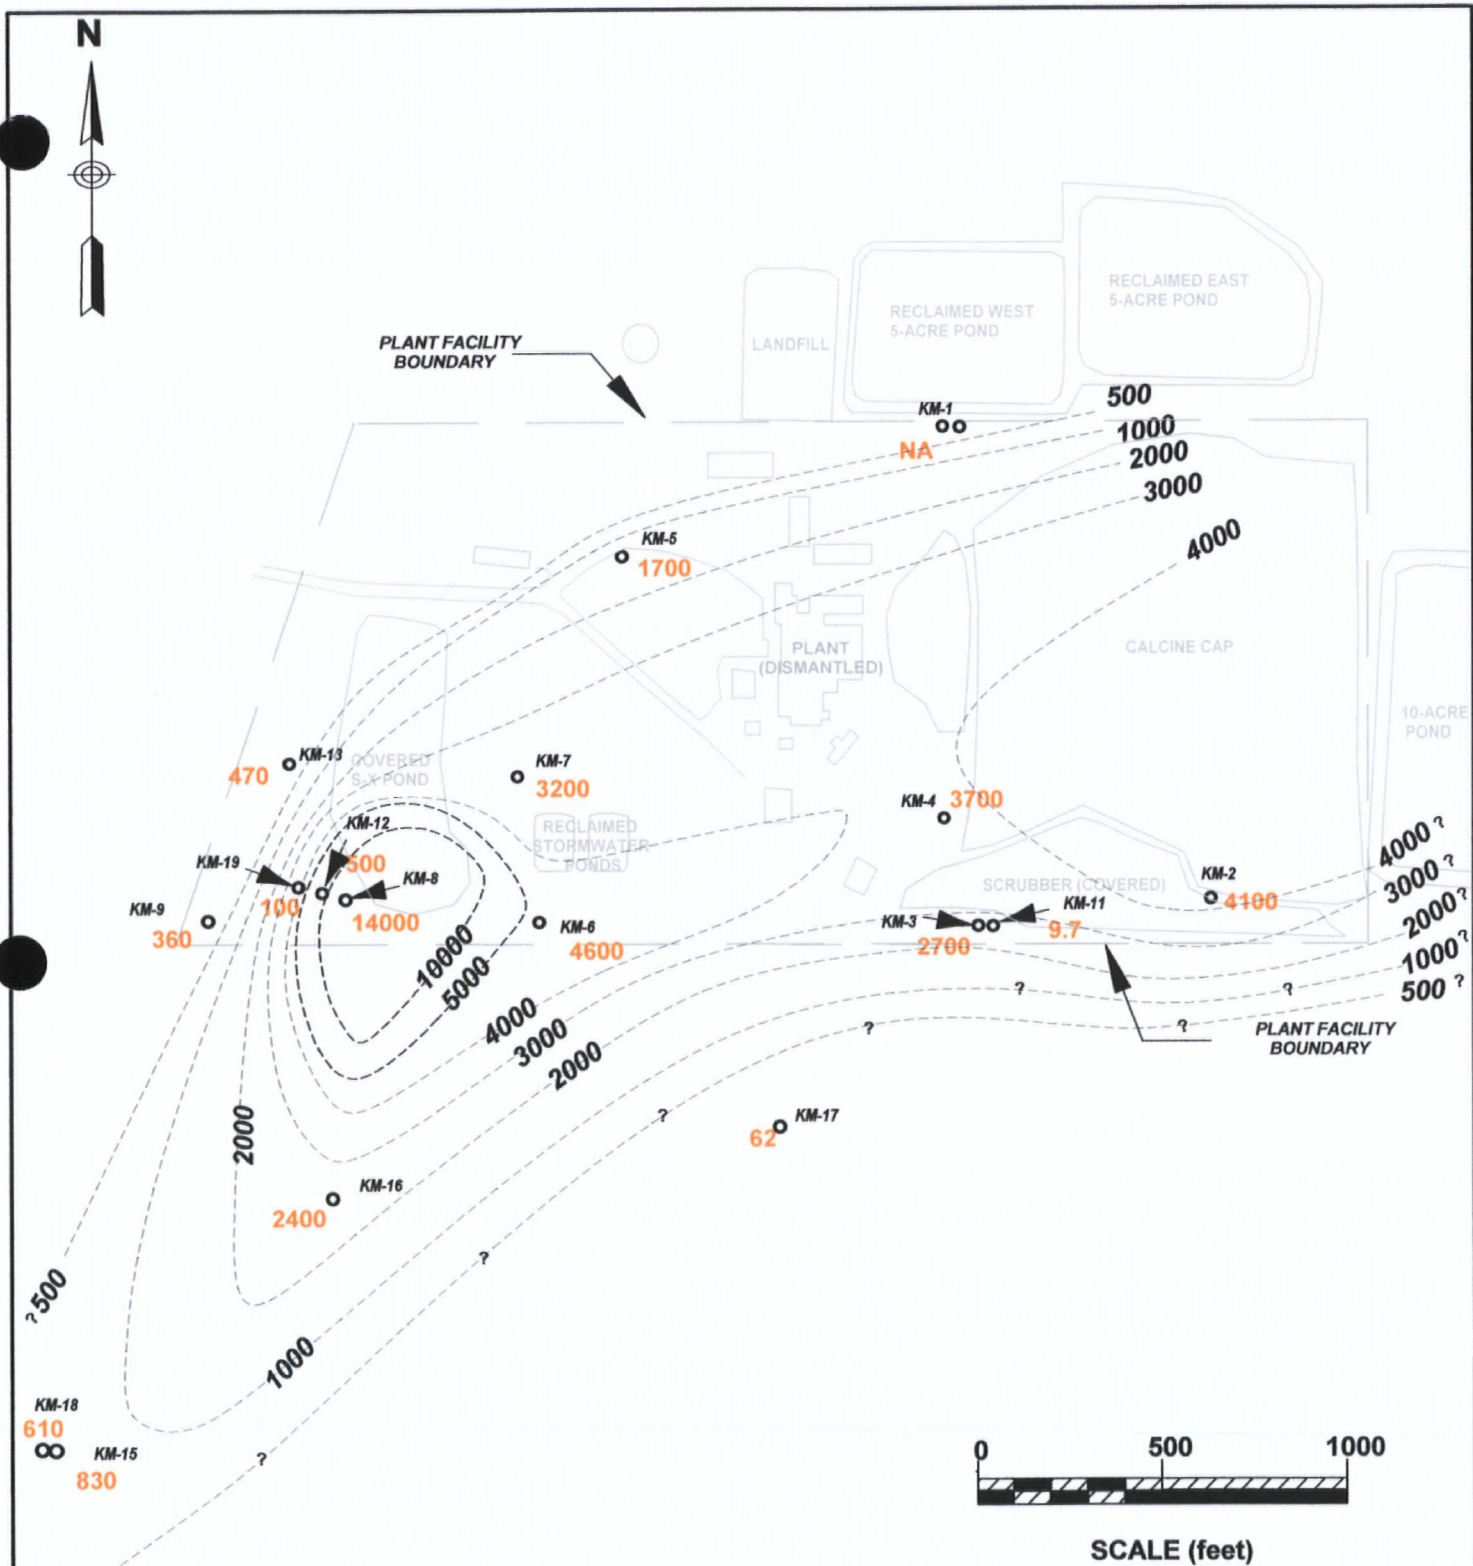 N
RECLAIMED EAST
5-ACRE POND
RECLAIMED WEST
5-ACRE POND
LANDFILL
PLANT FACILITY
BOUNDARY
500
KM-1
1000
NA
2000
3000
4000
KM-5
1700
CALCINE CAP
PLANT
(DISMANTLED)
10-ACRE
POND
KM-13
470
COVERED
S-X POND
KM-7
3200
KM-4
3700
KM-12
500
RECLAIMED
STORMWATER
PONDS
4000 ?
KM-19
100
KM-8
14000
SCRUBBER (COVERED)
KM-2
4100
3000 ?
KM-9
360
KM-6
4600
KM-3
2700
KM-11
9.7
2000 ?
1000 ?
500 ?
10000
5000
4000
3000
2000
?
?
?
?
PLANT FACILITY
BOUNDARY
2000
?
KM-17
62
KM-16
2400
?
? 500
1000
KM-18
610
KM-15
830
?
0 500 1000
SCALE (feet)